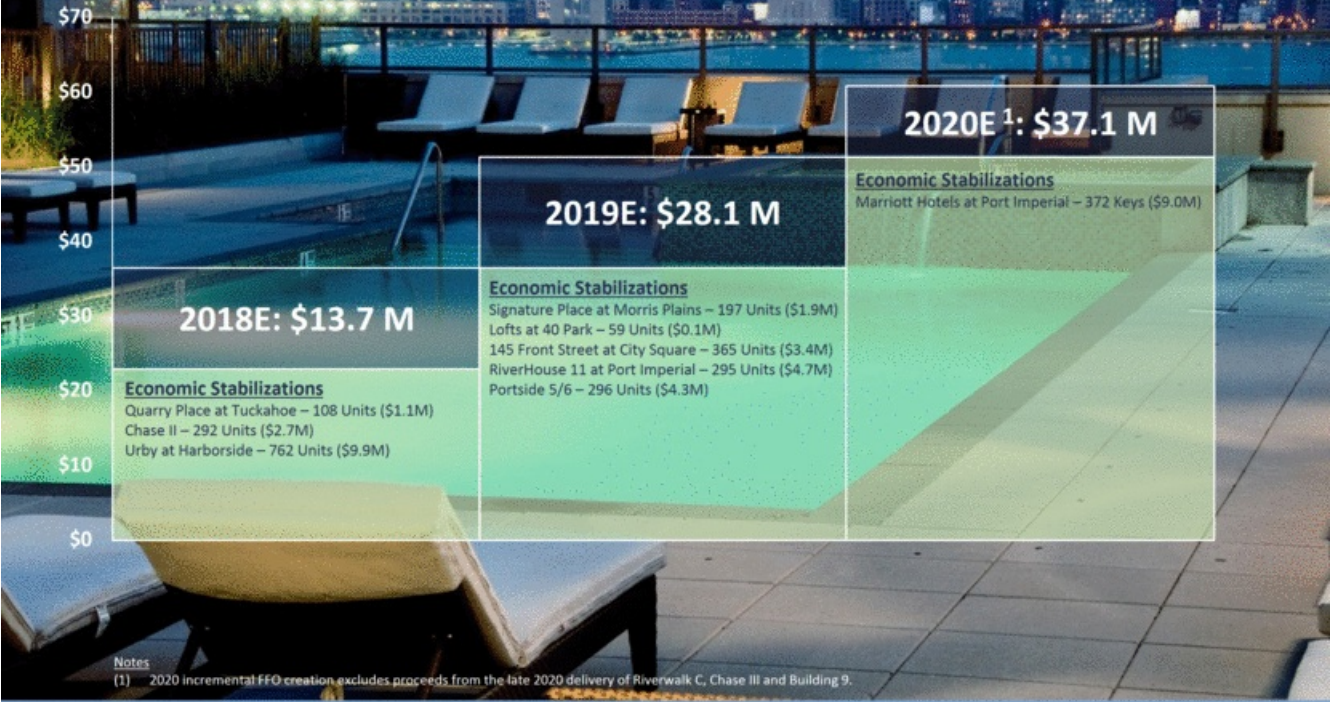 $70
$60
$50
$40
$30
$20
$10
$0
2018E: $13.7 M
Economic Stabilizations
Quarry Place at Tuckahoe – 108 Units ($1.1M)
Chase II – 292 Units ($2.7M)
Urby at Harborside – 762 Units ($9.9M)
2019E: $28.1 M
Economic Stabilizations
Signature Place at Morris Plains – 197 Units ($1.9M)
Lofts at 40 Park – 59 Units ($0.1M)
145 Front Street at City Square – 365 Units ($3.4M)
RiverHouse 11 at Port Imperial – 295 Units ($4.7M)
Portside 5/6 – 296 Units ($4.3M)
2020E ¹: $37.1 M
Economic Stabilizations
Marriott Hotels at Port Imperial – 372 Keys ($9.0M)
Notes
(1) 2020 incremental FFO creation excludes proceeds from the late 2020 delivery of Riverwalk C, Chase III and Building 9.